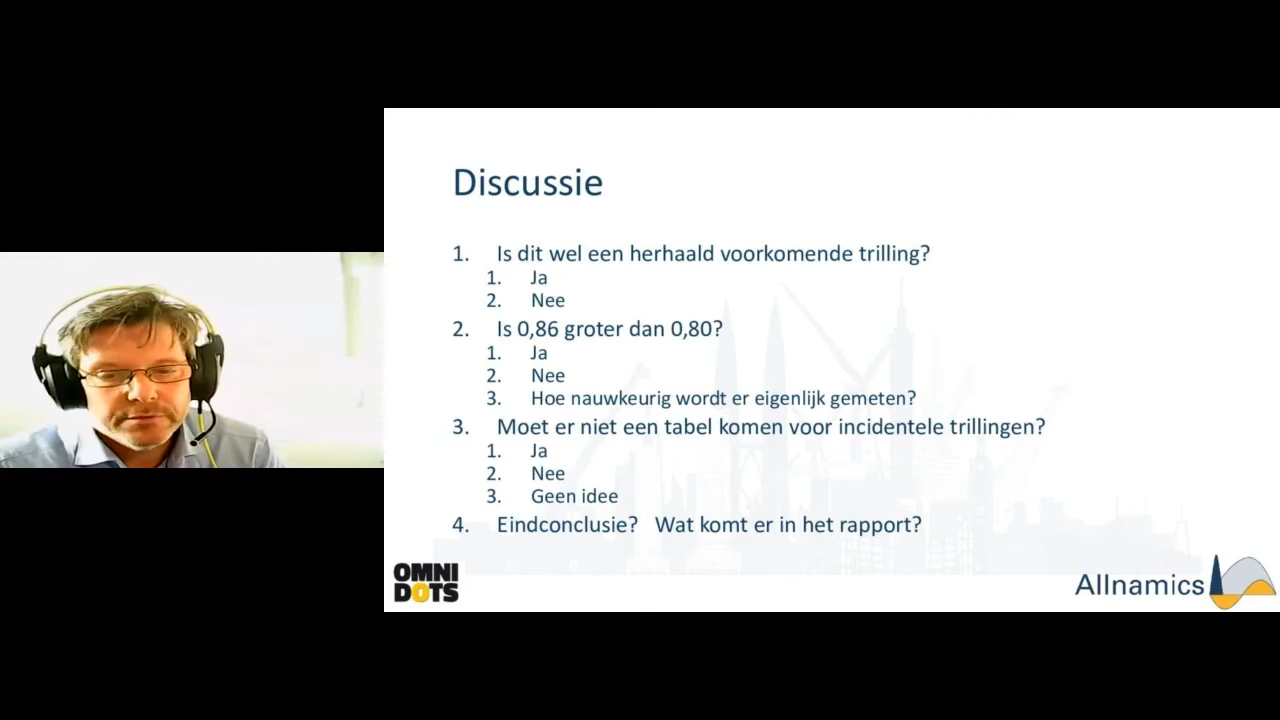 Discussie
1. Is dit wel een herhaald voorkomende trilling?
1. Ja
2. Nee
2. Is 0,86 groter dan 0,80?
1. Ja
2. Nee
3. Hoe nauwkeurig wordt er eigenlijk gemeten?
3. Moet er niet een tabel komen voor incidentele trillingen?
1. Ja
2. Nee
3. Geen idee
4. Eindconclusie? Wat komt er in het rapport?
OMNI
DOTS
Allnamics